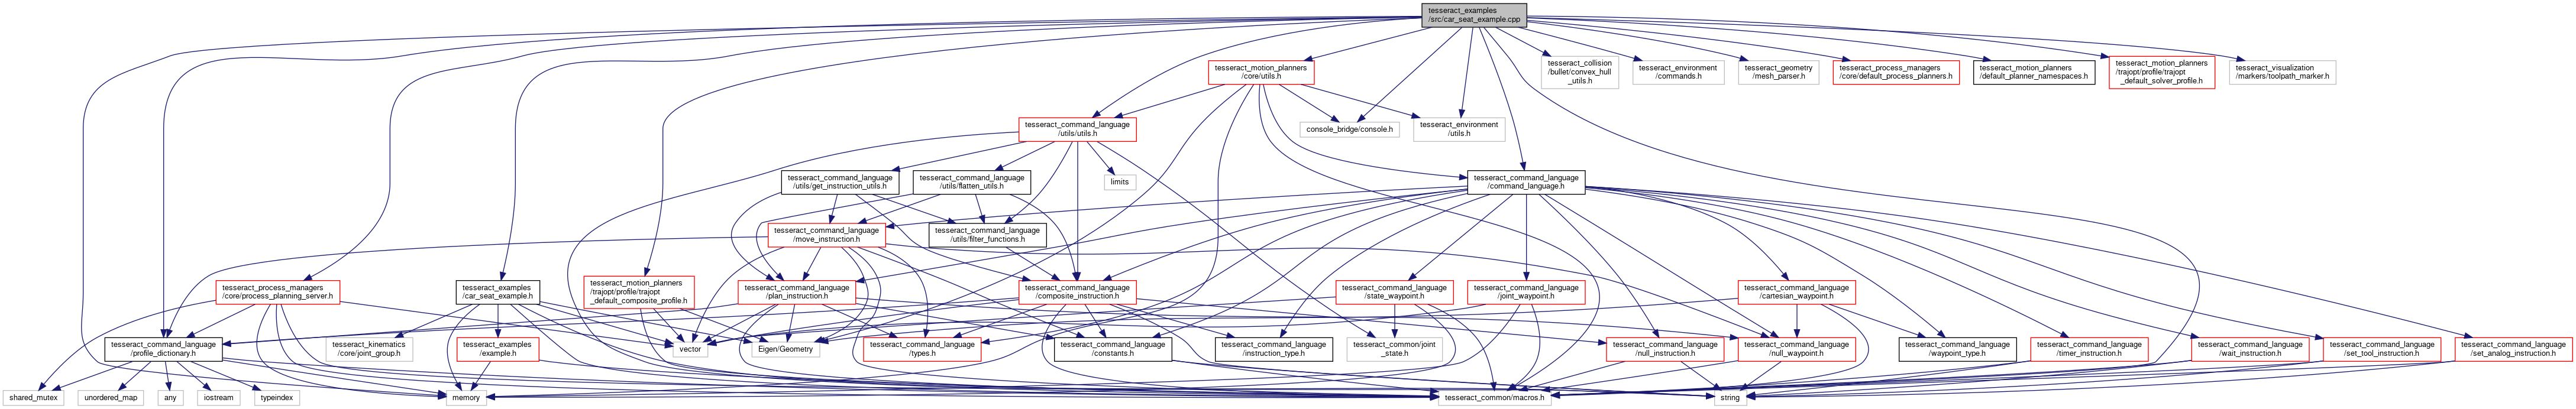 tesseract_examples
/src/car_seat_example.cpp
tesseract_motion_planners
/core/utils.h
tesseract_collision
/bullet/convex_hull
_utils.h
tesseract_environment
/commands.h
tesseract_geometry
/mesh_parser.h
tesseract_process_managers
/core/default_process_planners.h
tesseract_motion_planners
/default_planner_namespaces.h
tesseract_motion_planners
/trajopt/profile/trajopt
_default_solver_profile.h
tesseract_visualization
/markers/toolpath_marker.h
tesseract_command_language
/utils/utils.h
console_bridge/console.h
tesseract_environment
/utils.h
tesseract_command_language
/utils/get_instruction_utils.h
tesseract_command_language
/utils/flatten_utils.h
limits
tesseract_command_language
/command_language.h
tesseract_command_language
/move_instruction.h
tesseract_command_language
/utils/filter_functions.h
tesseract_process_managers
/core/process_planning_server.h
tesseract_examples
/car_seat_example.h
tesseract_motion_planners
/trajopt/profile/trajopt
_default_composite_profile.h
tesseract_command_language
/plan_instruction.h
tesseract_command_language
/composite_instruction.h
tesseract_command_language
/state_waypoint.h
tesseract_command_language
/joint_waypoint.h
tesseract_command_language
/cartesian_waypoint.h
tesseract_command_language
/profile_dictionary.h
tesseract_kinematics
/core/joint_group.h
tesseract_examples
/example.h
vector
Eigen/Geometry
tesseract_command_language
/types.h
tesseract_command_language
/constants.h
tesseract_command_language
/instruction_type.h
tesseract_common/joint
_state.h
tesseract_command_language
/null_instruction.h
tesseract_command_language
/null_waypoint.h
tesseract_command_language
/waypoint_type.h
tesseract_command_language
/timer_instruction.h
tesseract_command_language
/wait_instruction.h
tesseract_command_language
/set_tool_instruction.h
tesseract_command_language
/set_analog_instruction.h
shared_mutex
unordered_map
any
iostream
typeindex
memory
tesseract_common/macros.h
string